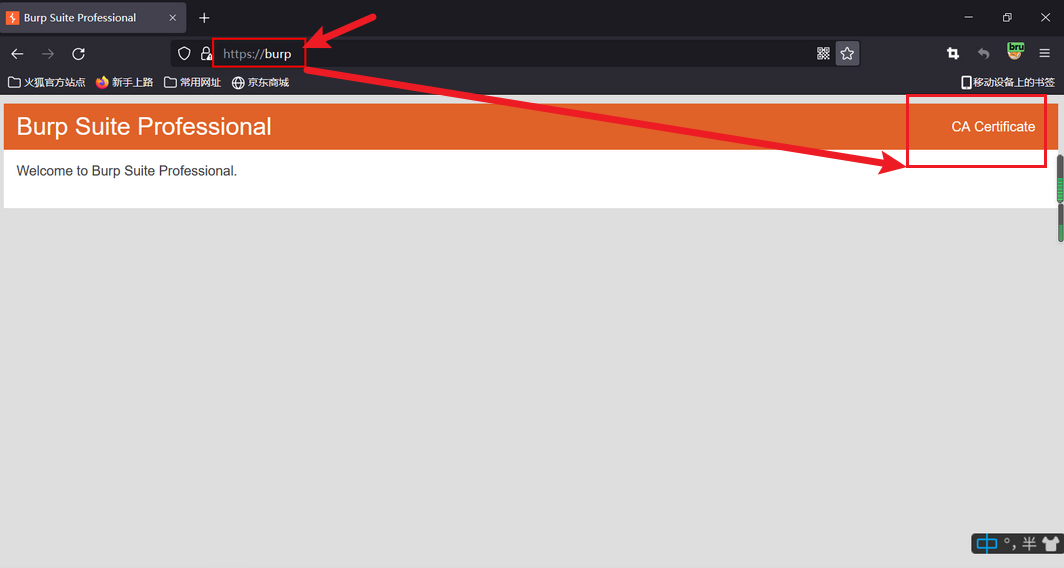 Burp Suite Professional
https://burp
bru
火狐官方站点 新手上路 常用网址 京东商城 移动设备上的书签
Burp Suite Professional
CA Certificate
Welcome to Burp Suite Professional.
中 °, 半